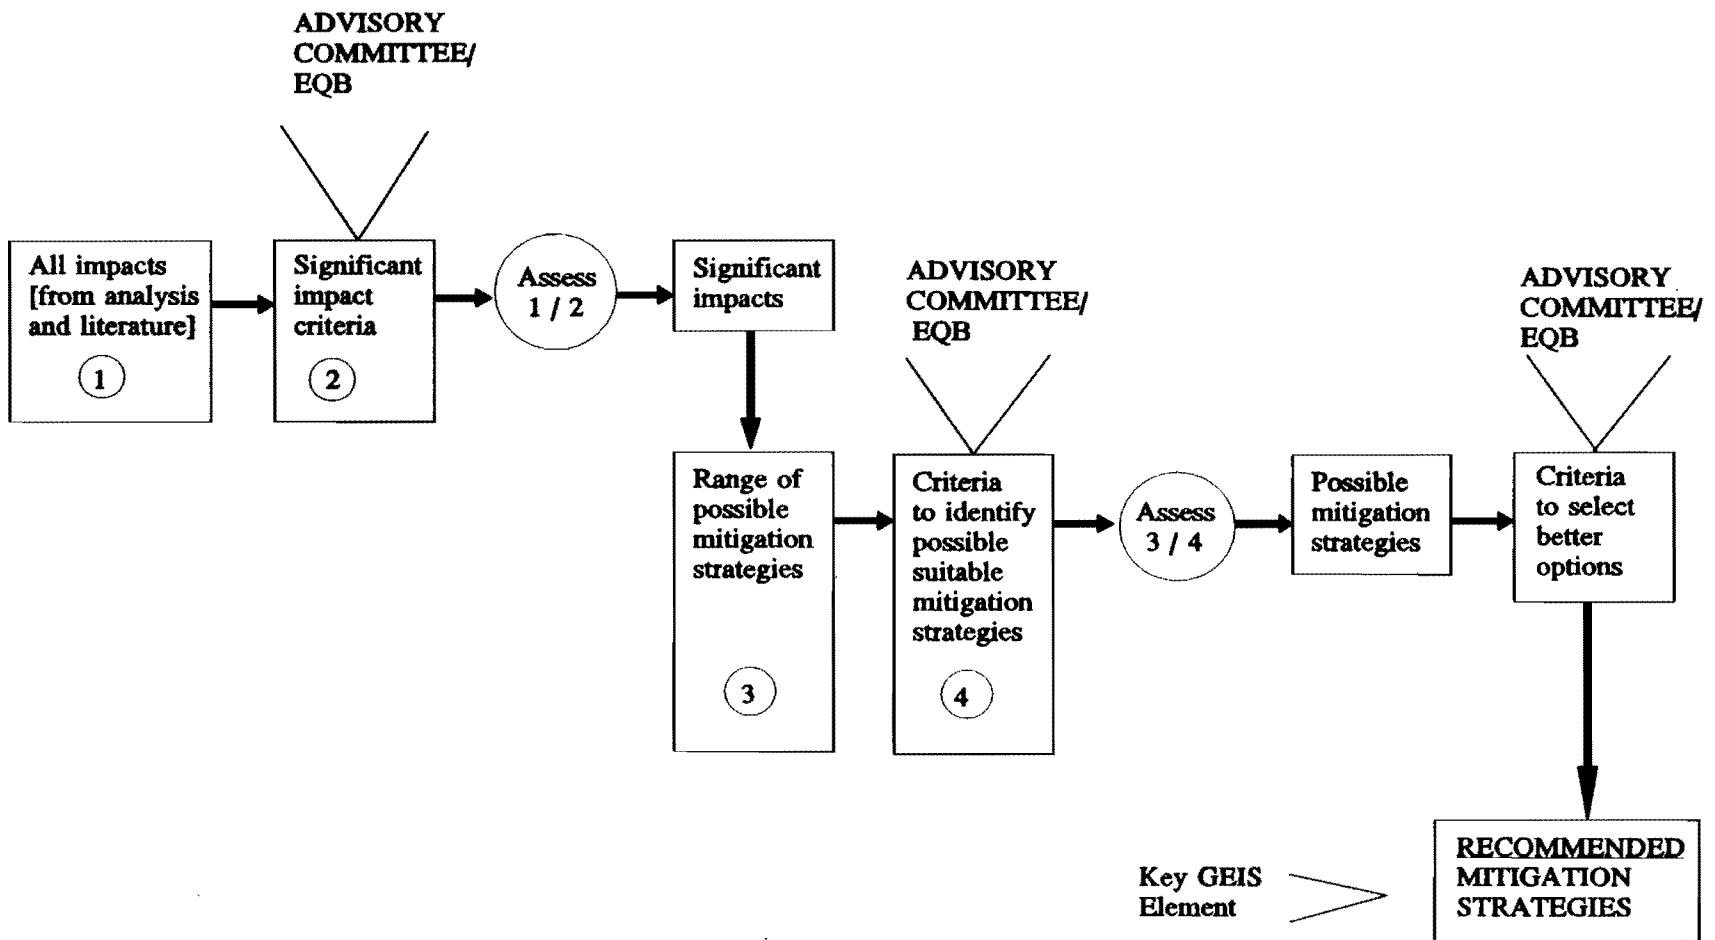 ADVISORY
COMMITTEE/
EQB
All impacts
[from analysis
and literature]
1
Significant
impact
criteria
2
Assess
1 / 2
Significant
impacts
ADVISORY
COMMITTEE/
EQB
ADVISORY
COMMITTEE/
EQB
Range of
possible
mitigation
strategies
3
Criteria
to identify
possible
suitable
mitigation
strategies
4
Assess
3 / 4
Possible
mitigation
strategies
Criteria
to select
better
options
Key GEIS
Element
RECOMMENDED
MITIGATION
STRATEGIES